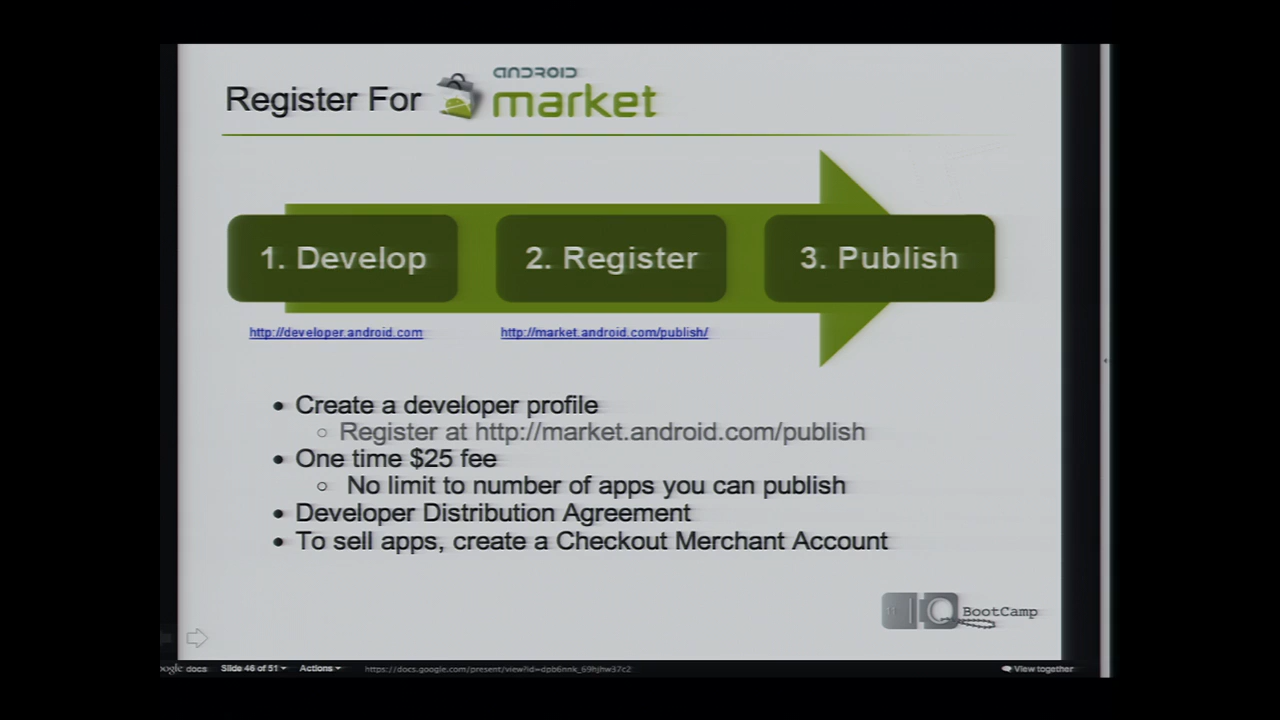 Register For ANDROID market
1. Develop
2. Register
3. Publish
http://developer.android.com
http://market.android.com/publish/
• Create a developer profile
○ Register at http://market.android.com/publish
• One time $25 fee
○ No limit to number of apps you can publish
• Developer Distribution Agreement
• To sell apps, create a Checkout Merchant Account
BootCamp
Slide 46 of 51 Actions
View together